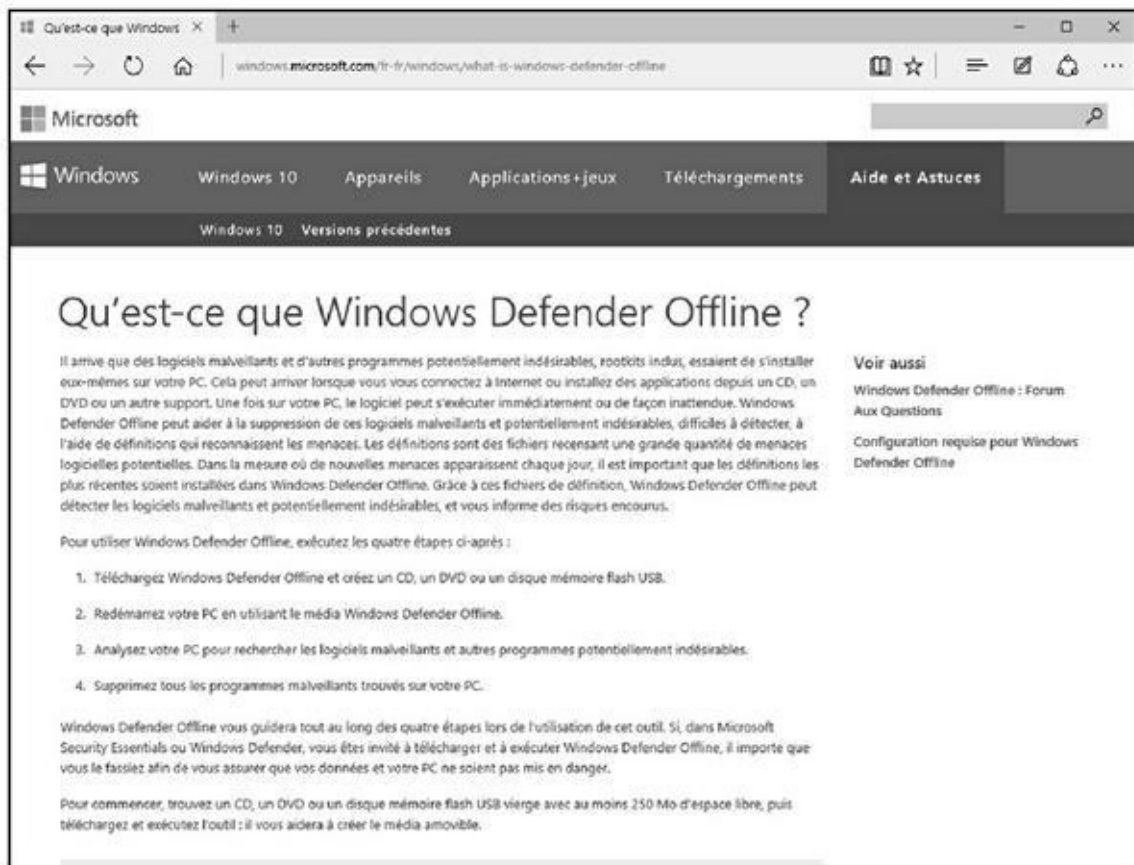 Qu'est-ce que Windows
windows.microsoft.com/fr-fr/windows/what-is-windows-defender-offline
Microsoft
Windows Windows 10 Appareils Applications+jeux Téléchargements Aide et Astuces
Windows 10 Versions précédentes
Qu'est-ce que Windows Defender Offline ?
Il arrive que des logiciels malveillants et d'autres programmes potentiellement indésirables, rootkits inclus, essaient de s'installer
eux-mêmes sur votre PC. Cela peut arriver lorsque vous vous connectez à Internet ou installez des applications depuis un CD, un
DVD ou un autre support. Une fois sur votre PC, le logiciel peut s'exécuter immédiatement ou de façon inattendue. Windows
Defender Offline peut aider à la suppression de ces logiciels malveillants et potentiellement indésirables, difficiles à détecter, à
l'aide de définitions qui reconnaissent les menaces. Les définitions sont des fichiers recensant une grande quantité de menaces
logicielles potentielles. Dans la mesure où de nouvelles menaces apparaissent chaque jour, il est important que les définitions les
plus récentes soient installées dans Windows Defender Offline. Grâce à ces fichiers de définition, Windows Defender Offline peut
détecter les logiciels malveillants et potentiellement indésirables, et vous informe des risques encourus.
Pour utiliser Windows Defender Offline, exécutez les quatre étapes ci-après :
1. Téléchargez Windows Defender Offline et créez un CD, un DVD ou un disque mémoire flash USB.
2. Redémarrez votre PC en utilisant le média Windows Defender Offline.
3. Analysez votre PC pour rechercher les logiciels malveillants et autres programmes potentiellement indésirables.
4. Supprimez tous les programmes malveillants trouvés sur votre PC.
Windows Defender Offline vous guidera tout au long des quatre étapes lors de l'utilisation de cet outil. Si, dans Microsoft
Security Essentials ou Windows Defender, vous êtes invité à télécharger et à exécuter Windows Defender Offline, il importe que
vous le fassiez afin de vous assurer que vos données et votre PC ne soient pas mis en danger.
Pour commencer, trouvez un CD, un DVD ou un disque mémoire flash USB vierge avec au moins 250 Mo d'espace libre, puis
téléchargez et exécutez l'outil : il vous aidera à créer le média amovible.
Voir aussi
Windows Defender Offline : Forum
Aux Questions
Configuration requise pour Windows
Defender Offline